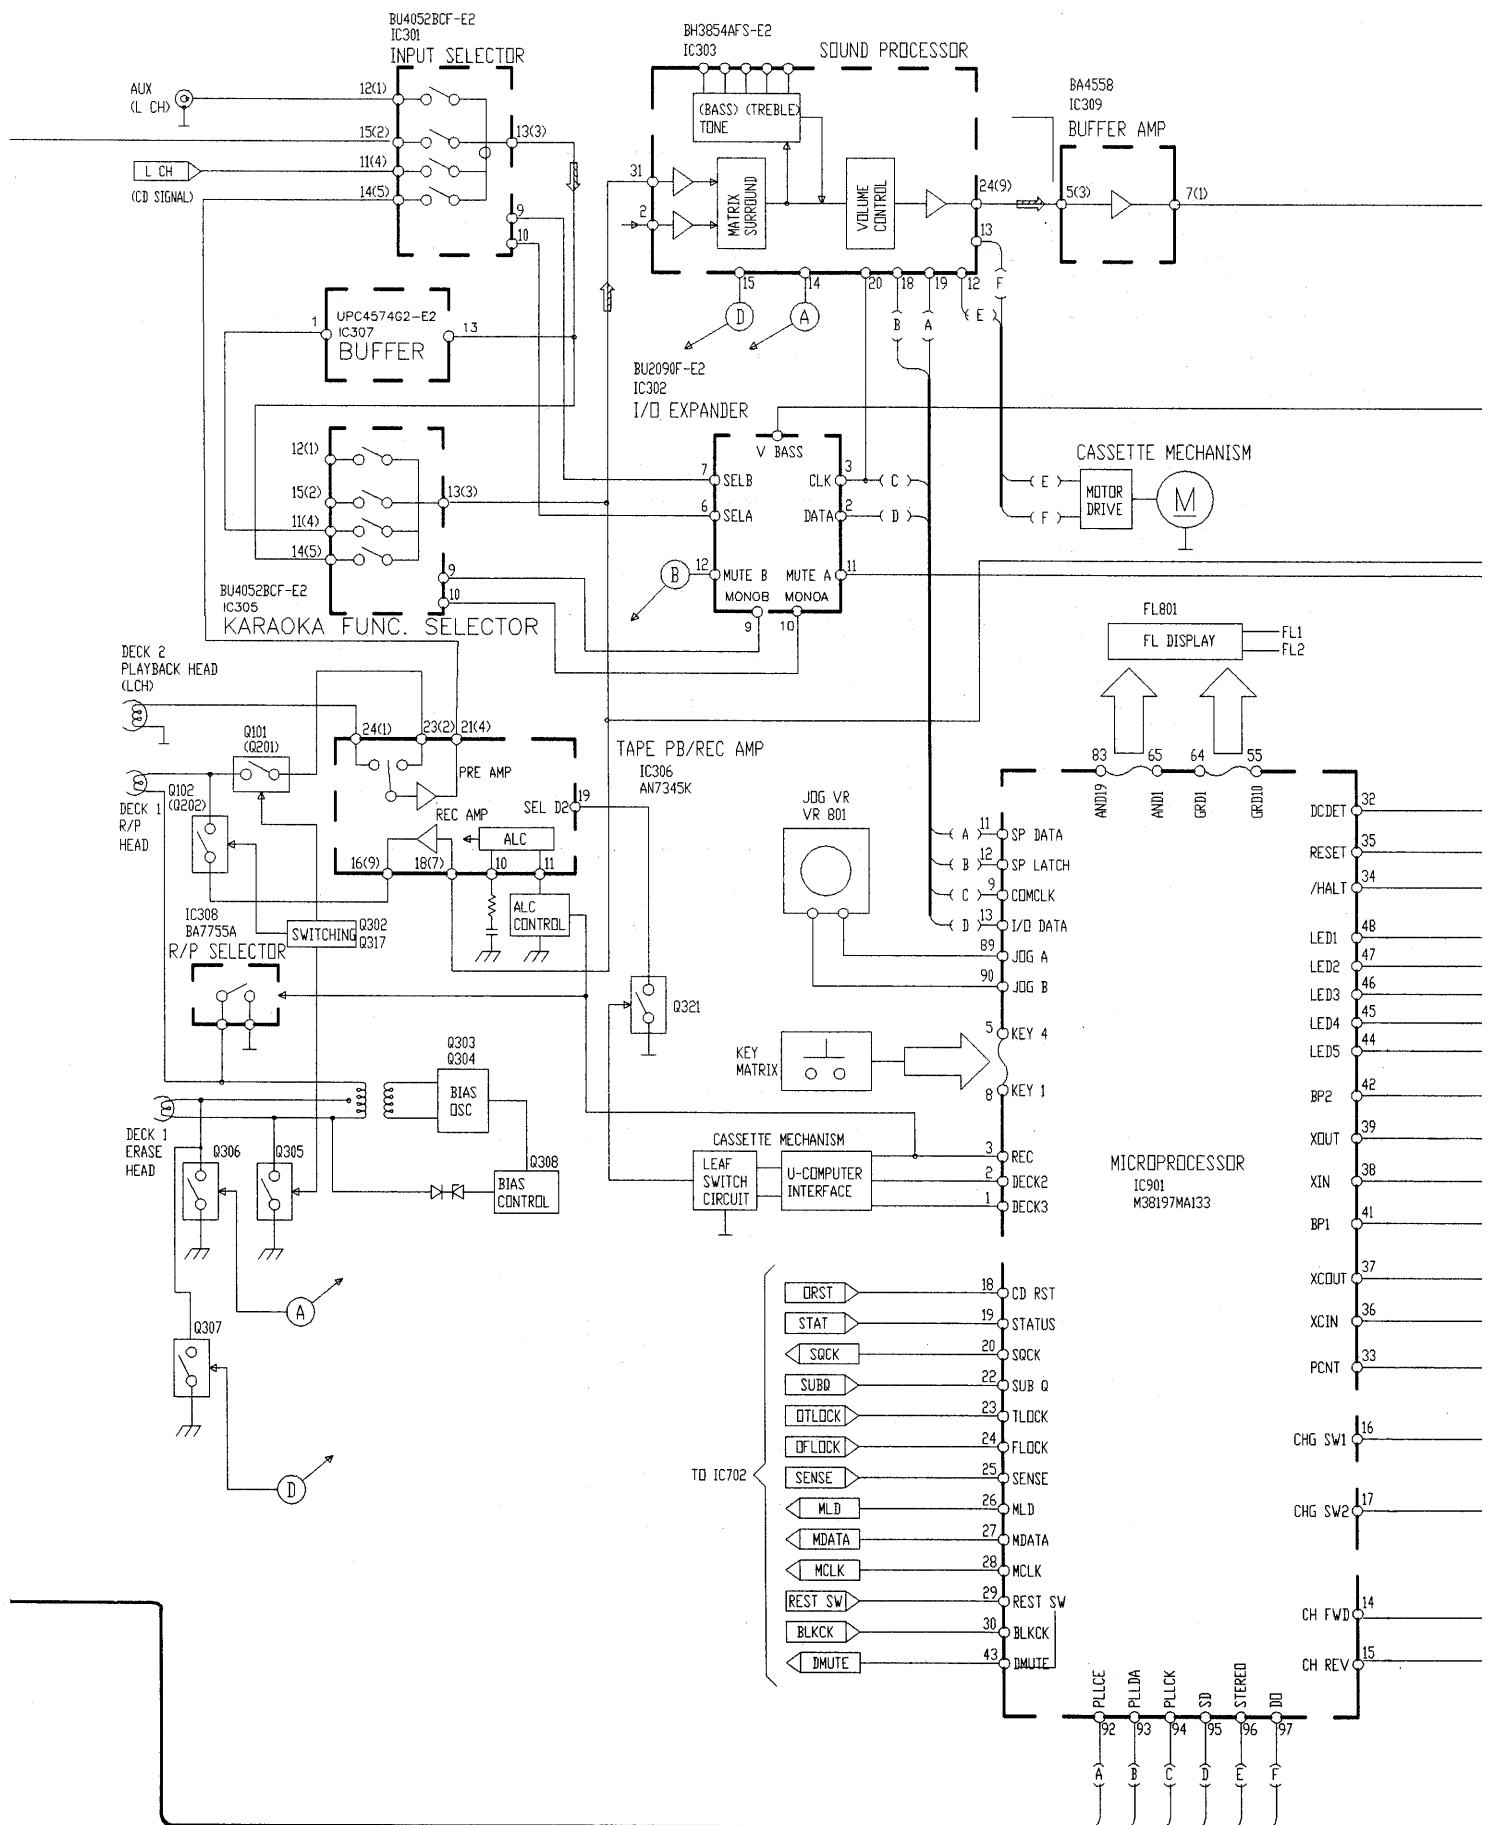 BU4052BCF-E2
IC301
INPUT SELECTOR
AUX
(L CH)
12(1)
15(2)
13(3)
L CH
11(4)
(CD SIGNAL)
14(5)
9
10
BH3854AFS-E2
IC303
SOUND PROCESSOR
(BASS) (TREBLE)
TONE
31
2
MATRIX
SURROUND
VOLUME
CONTROL
24(9)
13
15
14
20
18
19
12
D
A
B
A
E
F
BA4558
IC309
BUFFER AMP
5(3)
7(1)
1
UPC4574G2-E2
IC307
BUFFER
13
BU2090F-E2
IC302
I/O EXPANDER
V BASS
7
SELB
CLK
3
C
6
SELA
DATA
2
D
B
12
MUTE B
MUTE A
11
MONOB
MONOA
9
10
CASSETTE MECHANISM
E
F
MOTOR
DRIVE
M
12(1)
15(2)
13(3)
11(4)
14(5)
9
10
BU4052BCF-E2
IC305
KARAOKA FUNC. SELECTOR
FL801
FL DISPLAY
FL1
FL2
DECK 2
PLAYBACK HEAD
(LCH)
Q101
(Q201)
24(1)
23(2)
21(4)
PRE AMP
REC AMP
SEL D2
19
ALC
16(9)
18(7)
10
11
TAPE PB/REC AMP
IC306
AN7345K
Q102
(Q202)
DECK 1
R/P
HEAD
ALC
CONTROL
IC308
BA7755A
R/P SELECTOR
SWITCHING
Q302
Q317
Q321
JOG VR
VR 801
83
65
64
55
AND19
AND1
GRD1
GRD10
A
11
SP DATA
B
12
SP LATCH
C
9
COMCLK
D
13
I/O DATA
89
JOG A
90
JOG B
5
KEY 4
KEY
MATRIX
8
KEY 1
DCDET
32
RESET
35
/HALT
34
LED1
48
LED2
47
LED3
46
LED4
45
LED5
44
BP2
42
XOUT
39
XIN
38
BP1
41
XCOUT
37
XCIN
36
PCNT
33
CHG SW1
16
CHG SW2
17
CH FWD
14
CH REV
15
Q303
Q304
BIAS
OSC
DECK 1
ERASE
HEAD
Q306
Q305
Q308
BIAS
CONTROL
CASSETTE MECHANISM
LEAF
SWITCH
CIRCUIT
U-COMPUTER
INTERFACE
3
REC
2
DECK2
1
DECK3
MICROPROCESSOR
IC901
M38197MA133
A
Q307
D
TO IC702
DRST
18
CD RST
STAT
19
STATUS
SQCK
20
SQCK
SUBQ
22
SUB Q
OTLOCK
23
TLOCK
OFLOCK
24
FLOCK
SENSE
25
SENSE
MLD
26
MLD
MDATA
27
MDATA
MCLK
28
MCLK
REST SW
29
REST SW
BLKCK
30
BLKCK
DMUTE
43
DMUTE
PLLCE
PLLDA
PLLCK
SD
STEREO
DO
92
93
94
95
96
97
A
B
C
D
E
F